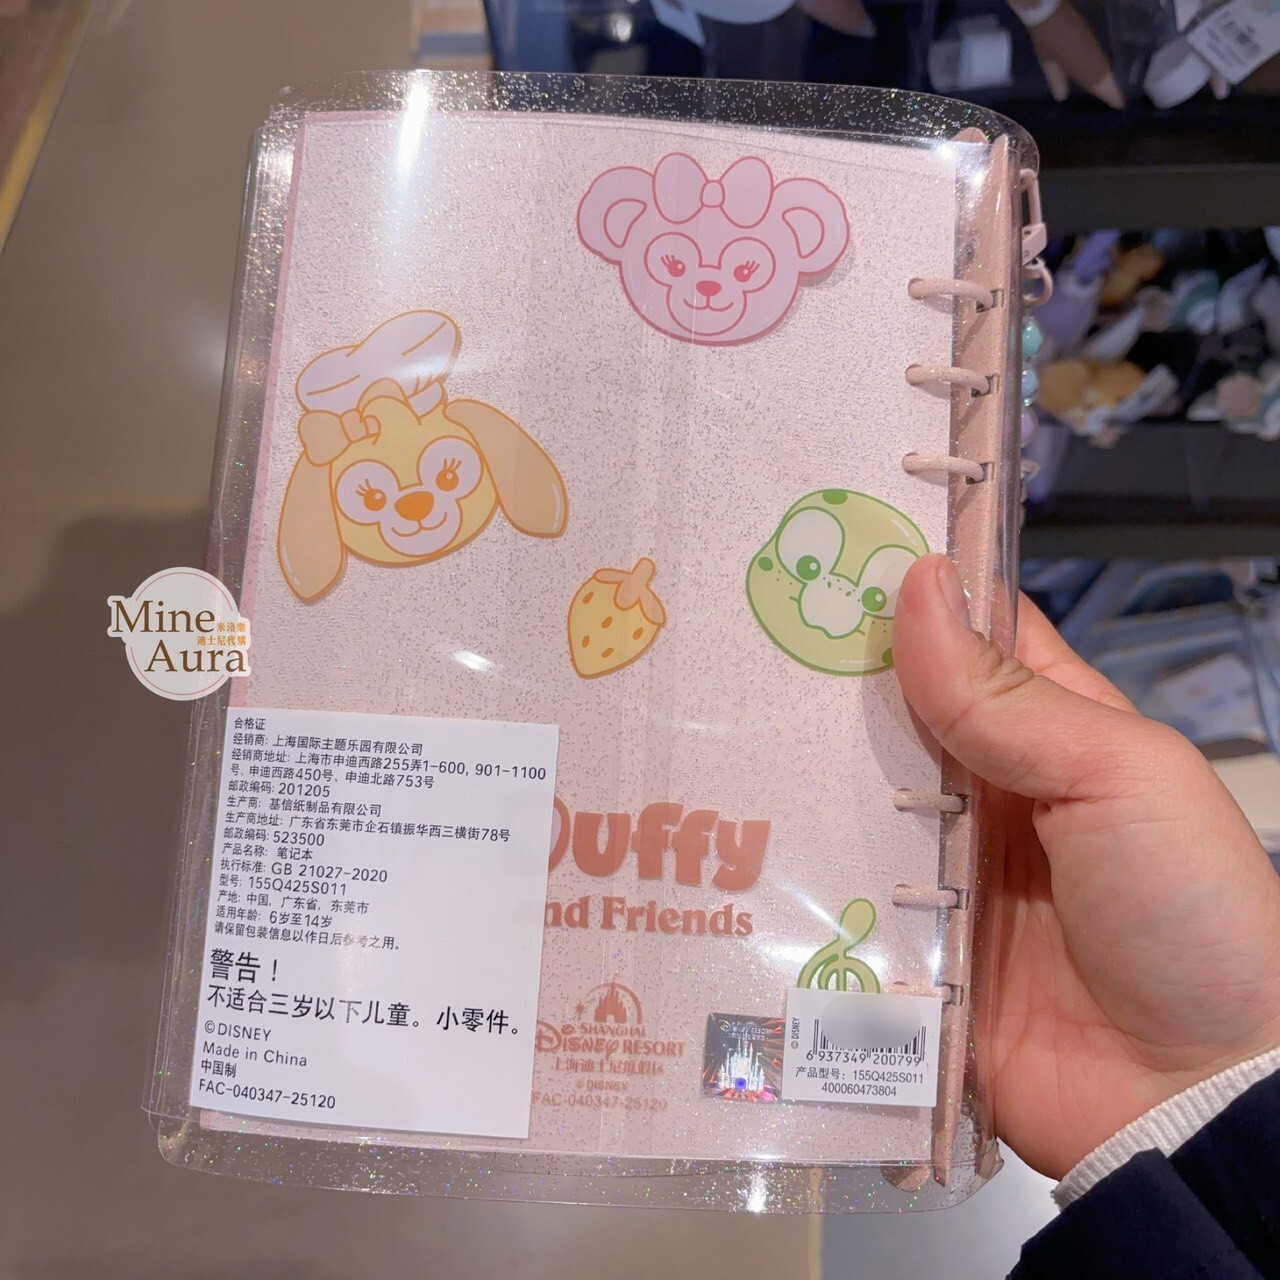 Mine
米洛樂
迪士尼代購
Aura
合格证
经销商: 上海国际主题乐园有限公司
经销商地址: 上海市申迪西路255弄1-600, 901-1100
号、申迪西路450号、申迪北路753号
邮政编码: 201205
生产商: 基信纸制品有限公司
生产商地址: 广东省东莞市企石镇振华西三横街78号
邮政编码: 523500
产品名称: 笔记本
执行标准: GB 21027-2020
型号: 155Q425S011
产地: 中国, 广东省, 东莞市
适用年龄: 6岁至14岁
请保留包装信息以作日后参考之用。
警告！
不适合三岁以下儿童。小零件。
©DISNEY
Made in China
中国制
FAC-040347-25120
Duffy
nd Friends
SHANGHAI
DISNEY RESORT
上海迪士尼度假区
©DISNEY
FAC-040347-25120
© DISNEY
6 937349 200799
产品型号: 155Q425S011
400060473804